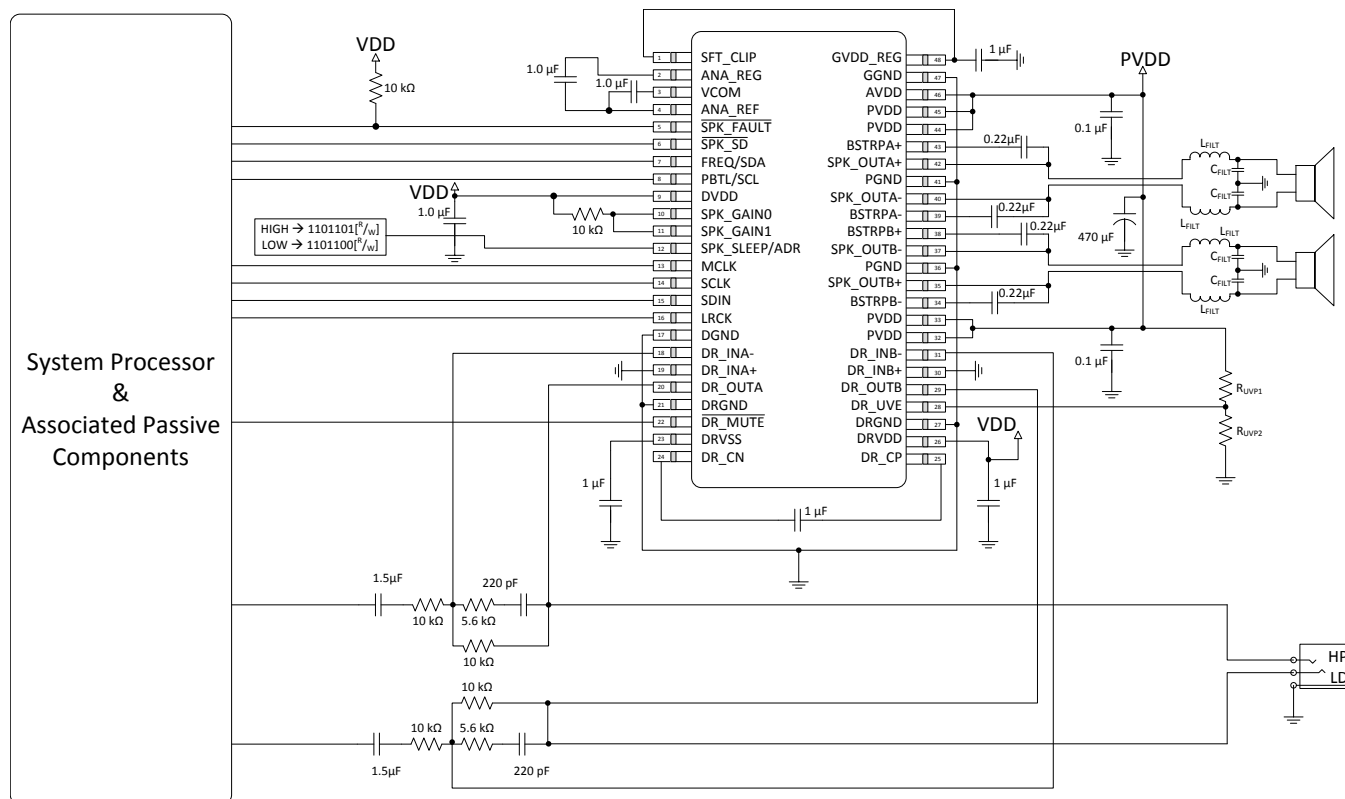 System Processor
&
Associated Passive
Components
VDD
10 kΩ
1.0 µF
1.0 µF
VDD
1.0 µF
10 kΩ
HIGH → 1101101[R/W]
LOW → 1101100[R/W]
1 SFT_CLIP
2 ANA_REG
3 VCOM
4 ANA_REF
5 SPK_FAULT
6 SPK_SD
7 FREQ/SDA
8 PBTL/SCL
9 DVDD
10 SPK_GAIN0
11 SPK_GAIN1
12 SPK_SLEEP/ADR
13 MCLK
14 SCLK
15 SDIN
16 LRCK
17 DGND
18 DR_INA-
19 DR_INA+
20 DR_OUTA
21 DRGND
22 DR_MUTE
23 DRVSS
24 DR_CN
GVDD_REG 48
GGND 47
AVDD 46
PVDD 45
PVDD 44
BSTRPA+ 43
SPK_OUTA+ 42
PGND 41
SPK_OUTA- 40
BSTRPA- 39
BSTRPB+ 38
SPK_OUTB- 37
PGND 36
SPK_OUTB+ 35
BSTRPB- 34
PVDD 33
PVDD 32
DR_INB- 31
DR_INB+ 30
DR_OUTB 29
DR_UVE 28
DRGND 27
DRVDD 26
DR_CP 25
1 µF
PVDD
0.1 µF
0.22µF
0.22µF
0.22µF
0.22µF
470 µF
LFILT
CFILT
CFILT
LFILT
LFILT
CFILT
CFILT
LFILT
0.1 µF
RUVP1
RUVP2
VDD
1 µF
1 µF
1 µF
1.5µF
10 kΩ
220 pF
5.6 kΩ
10 kΩ
10 kΩ
10 kΩ
5.6 kΩ
1.5µF
220 pF
HP
LD